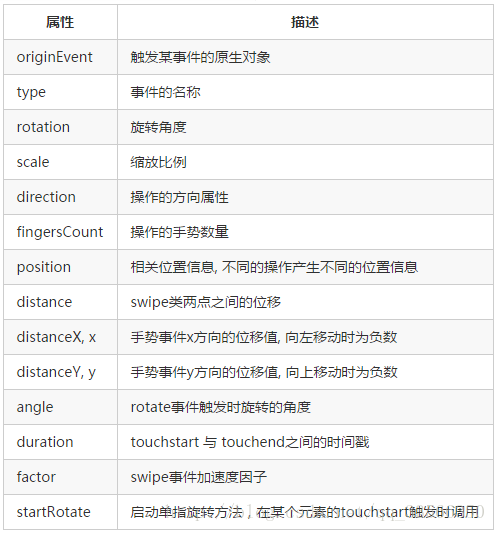 属性 描述
originEvent 触发某事件的原生对象
type 事件的名称
rotation 旋转角度
scale 缩放比例
direction 操作的方向属性
fingersCount 操作的手势数量
position 相关位置信息, 不同的操作产生不同的位置信息
distance swipe类两点之间的位移
distanceX, x 手势事件x方向的位移值, 向左移动时为负数
distanceY, y 手势事件y方向的位移值, 向上移动时为负数
angle rotate事件触发时旋转的角度
duration touchstart 与 touchend之间的时间戳
factor swipe事件加速度因子
startRotate 启动单指旋转方法，在某个元素的touchstart触发时调用